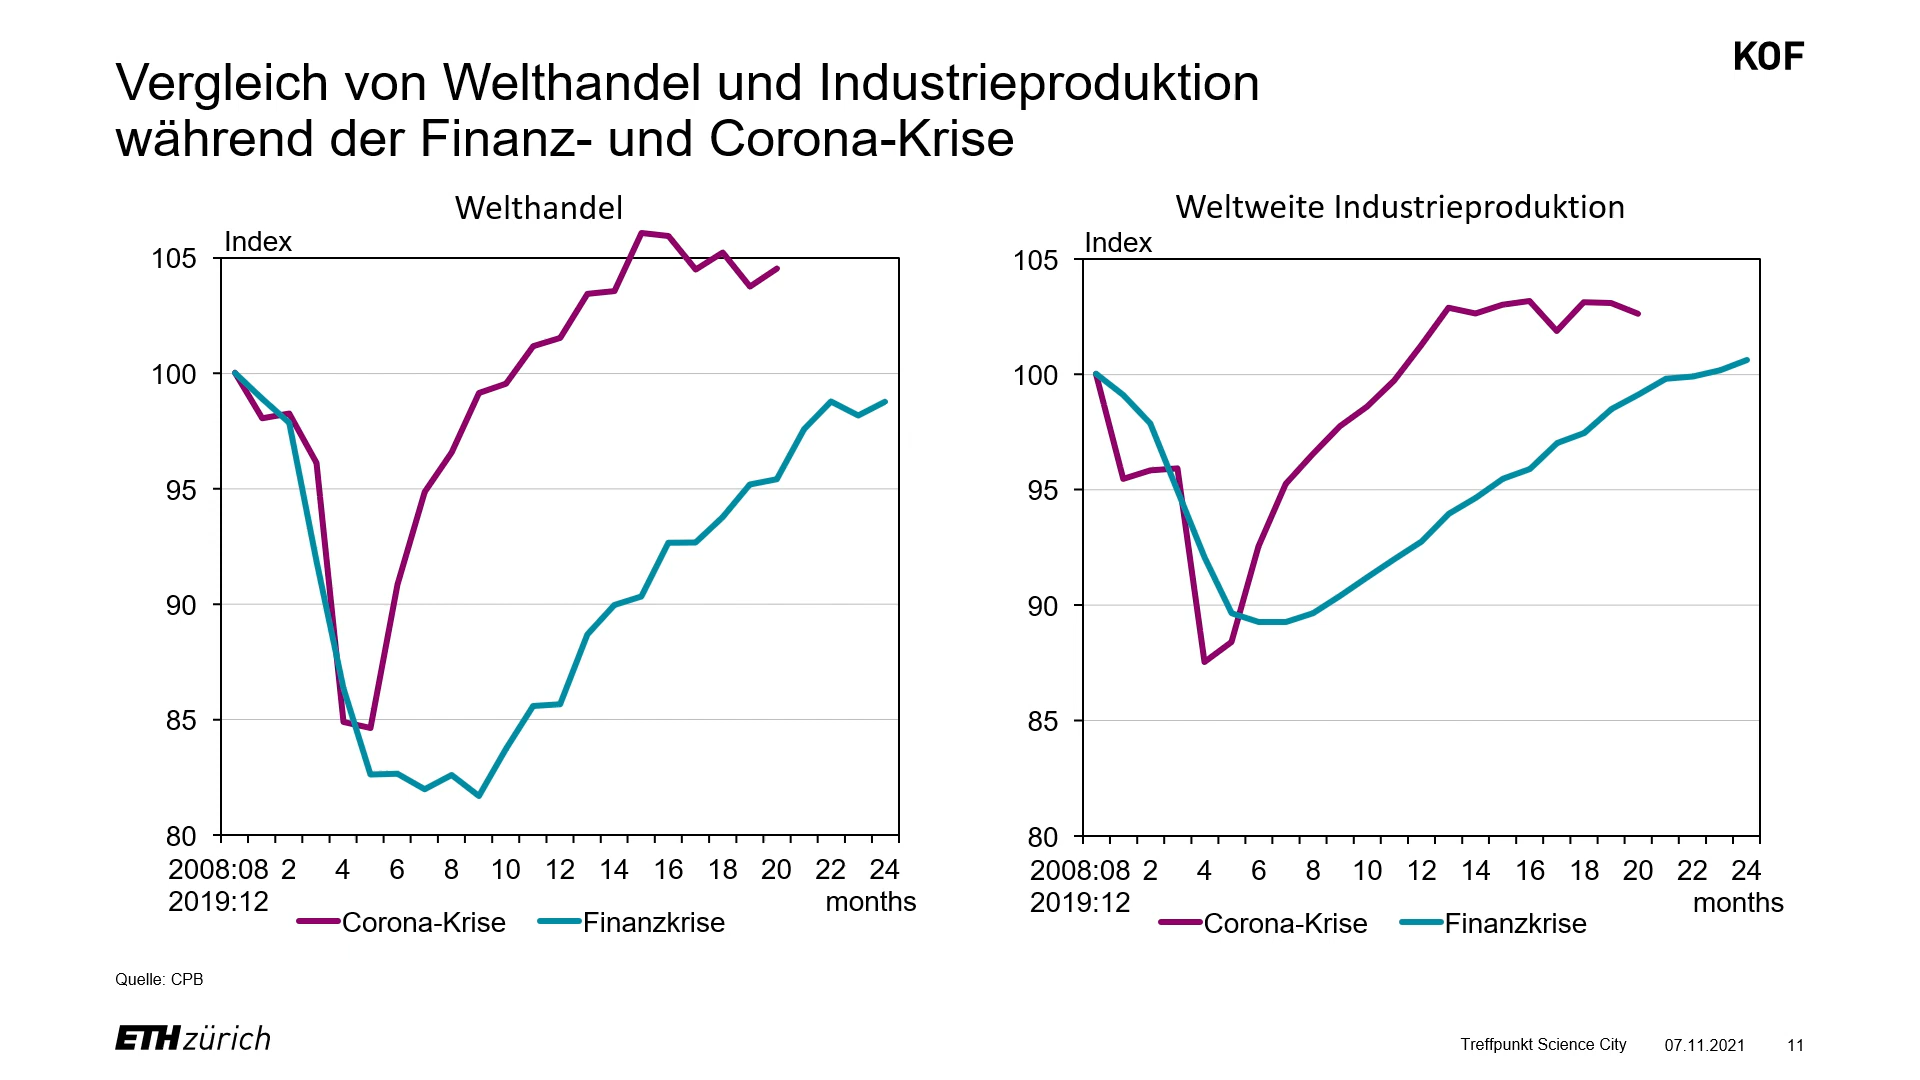 KOF
Vergleich von Welthandel und Industrieproduktion
während der Finanz- und Corona-Krise
Welthandel
Index
105
100
95
90
85
80
2008:08 2 4 6 8 10 12 14 16 18 20 22 24
2019:12
months
Corona-Krise Finanzkrise
Weltweite Industrieproduktion
Index
105
100
95
90
85
80
2008:08 2 4 6 8 10 12 14 16 18 20 22 24
2019:12
months
Corona-Krise Finanzkrise
Quelle: CPB
ETH zürich
Treffpunkt Science City 07.11.2021 11